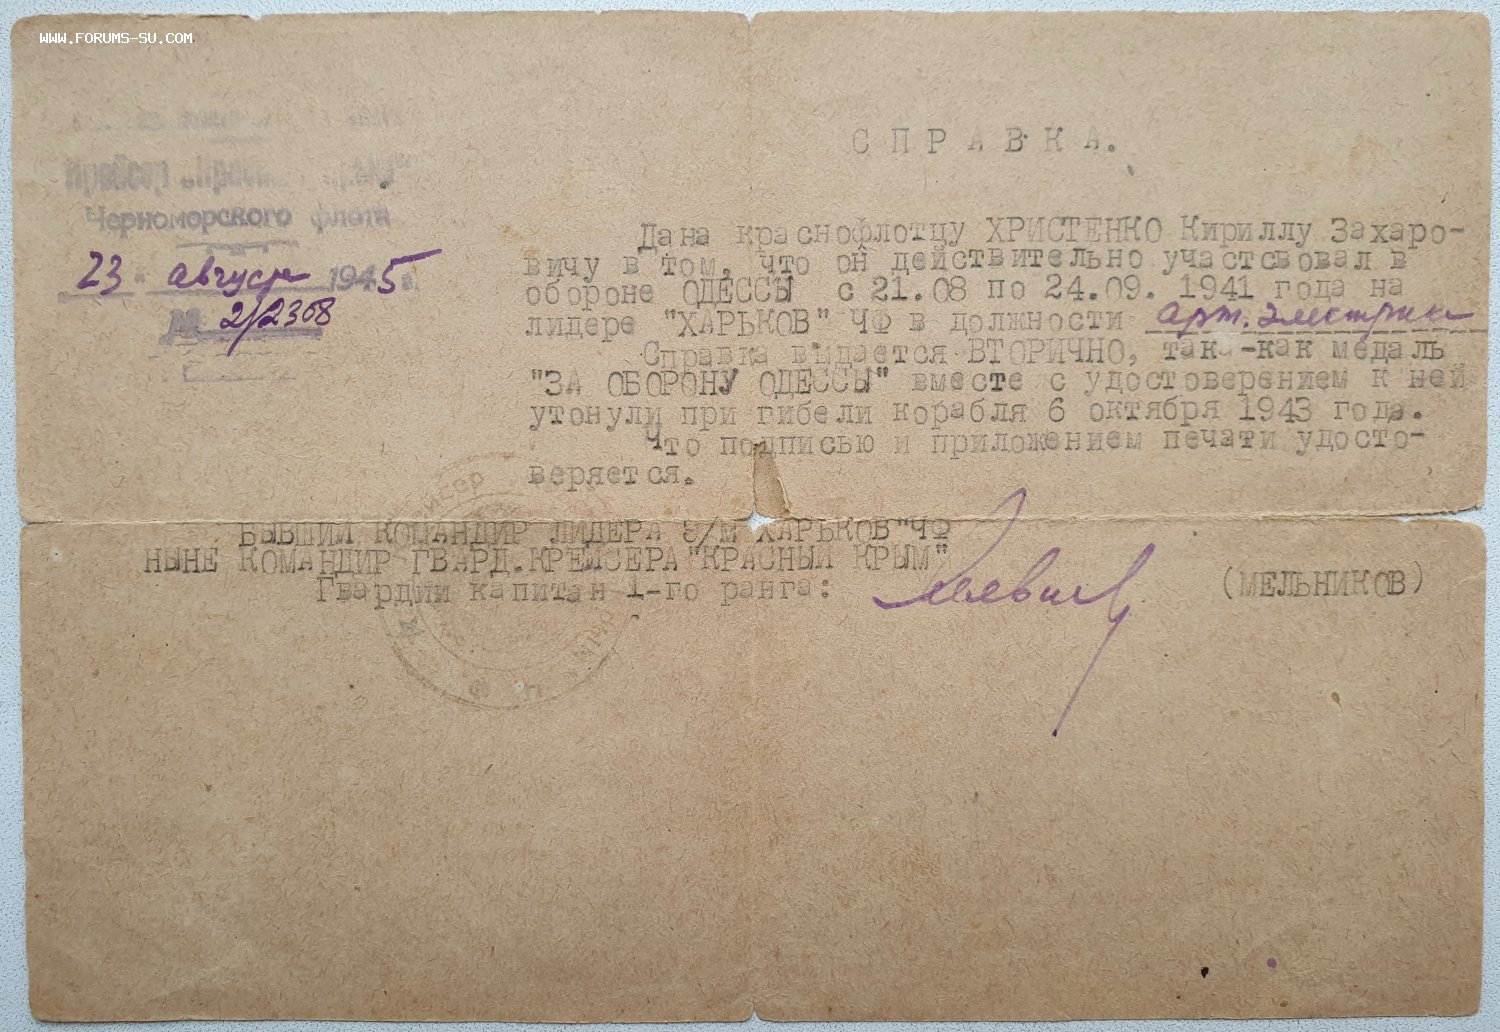 WWW.FORUMS-SU.COM
Черноморского флота
23 " августа 1945 г.
№ 2/2308
СПРАВКА.
Дана краснофлотцу ХРИСТЕНКО Кириллу Захаро-
вичу в том, что он действительно участвовал в
обороне ОДЕССЫ с 21.08 по 24.09. 1941 года на
лидере "ХАРЬКОВ" ЧФ в должности арт. электрик
Справка выдается ВТОРИЧНО, так-как медаль
"ЗА ОБОРОНУ ОДЕССЫ" вместе с удостоверением к ней
утонули при гибели корабля 6 октября 1943 года.
Что подписью и приложением печати удосто-
веряется.
БЫВШИЙ КОМАНДИР ЛИДЕРА Э/М ХАРЬКОВ" ЧФ
НЫНЕ КОМАНДИР ГВАРД.КРЕЙСЕРА "КРАСНЫЙ КРЫМ"
Гвардии капитан 1-го ранга:
(МЕЛЬНИКОВ)